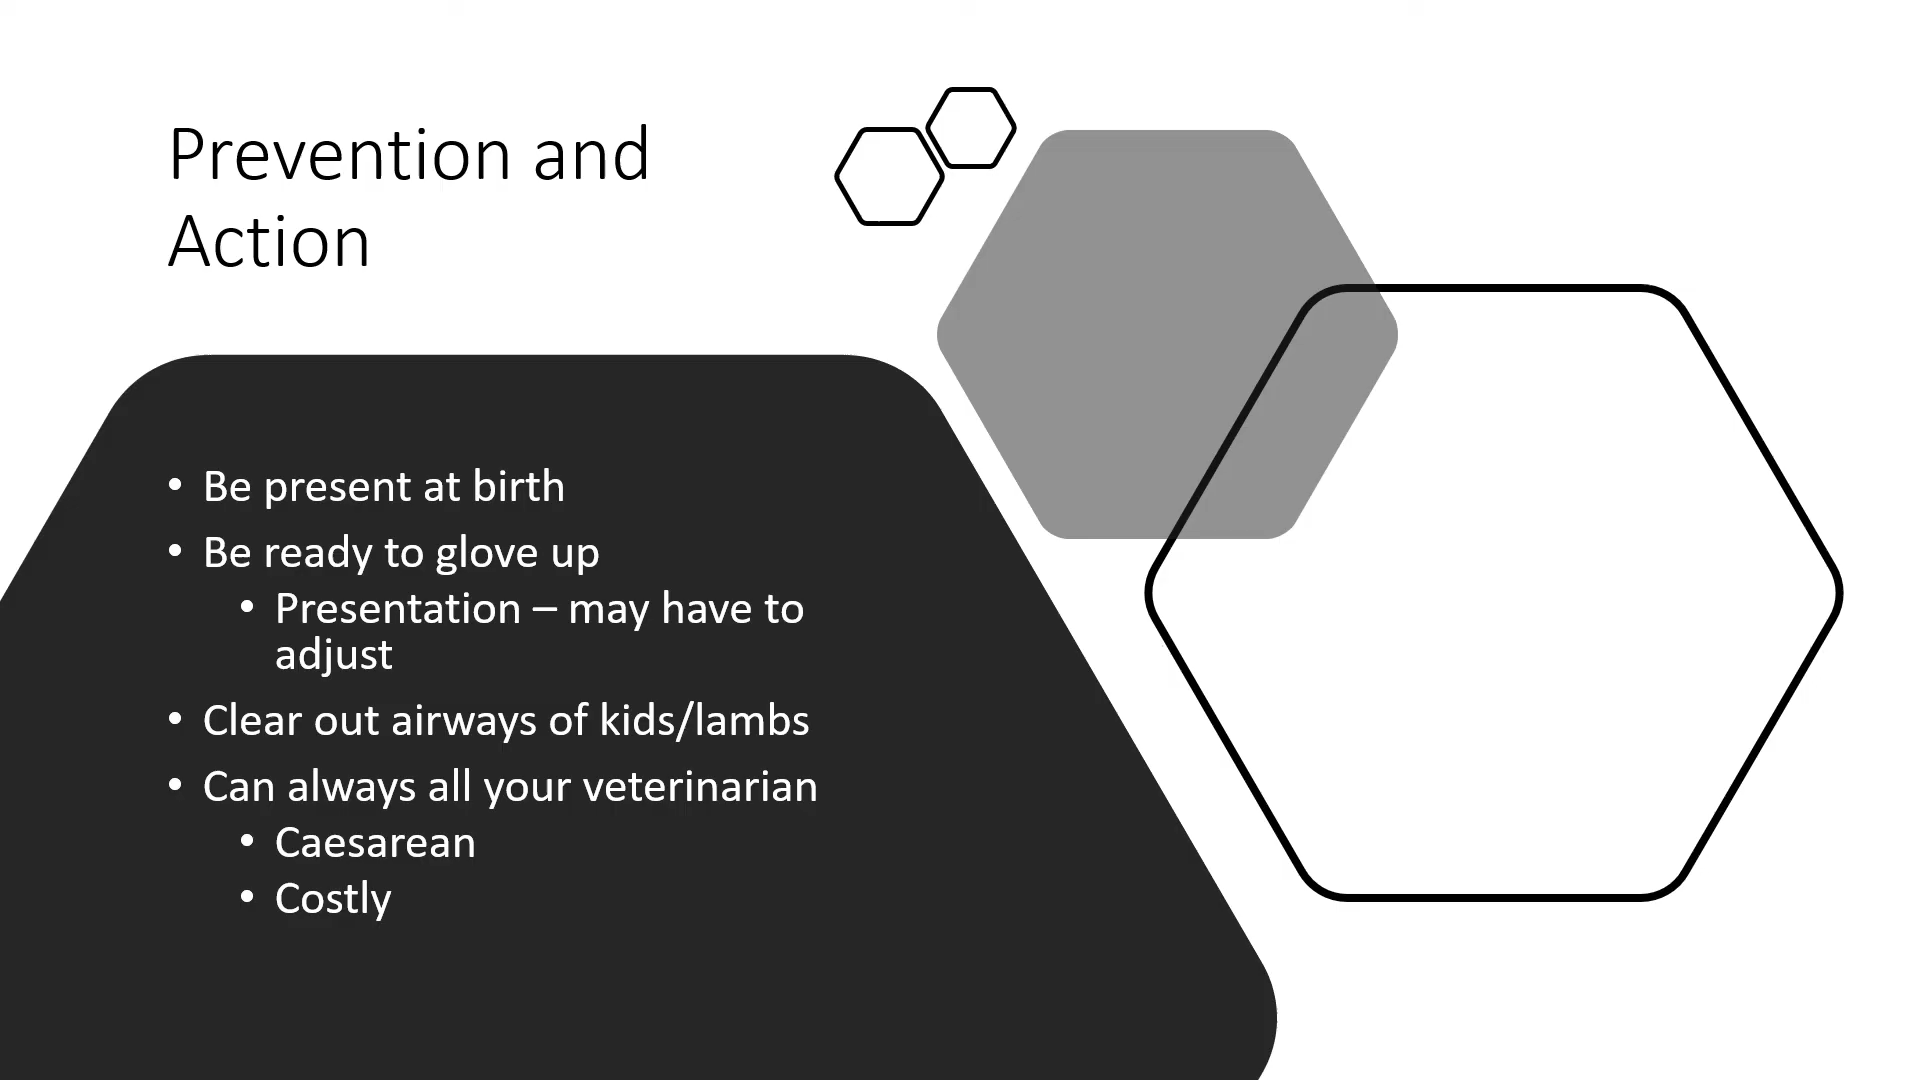 Prevention and
Action
• Be present at birth
• Be ready to glove up
• Presentation – may have to
adjust
• Clear out airways of kids/lambs
• Can always all your veterinarian
• Caesarean
• Costly